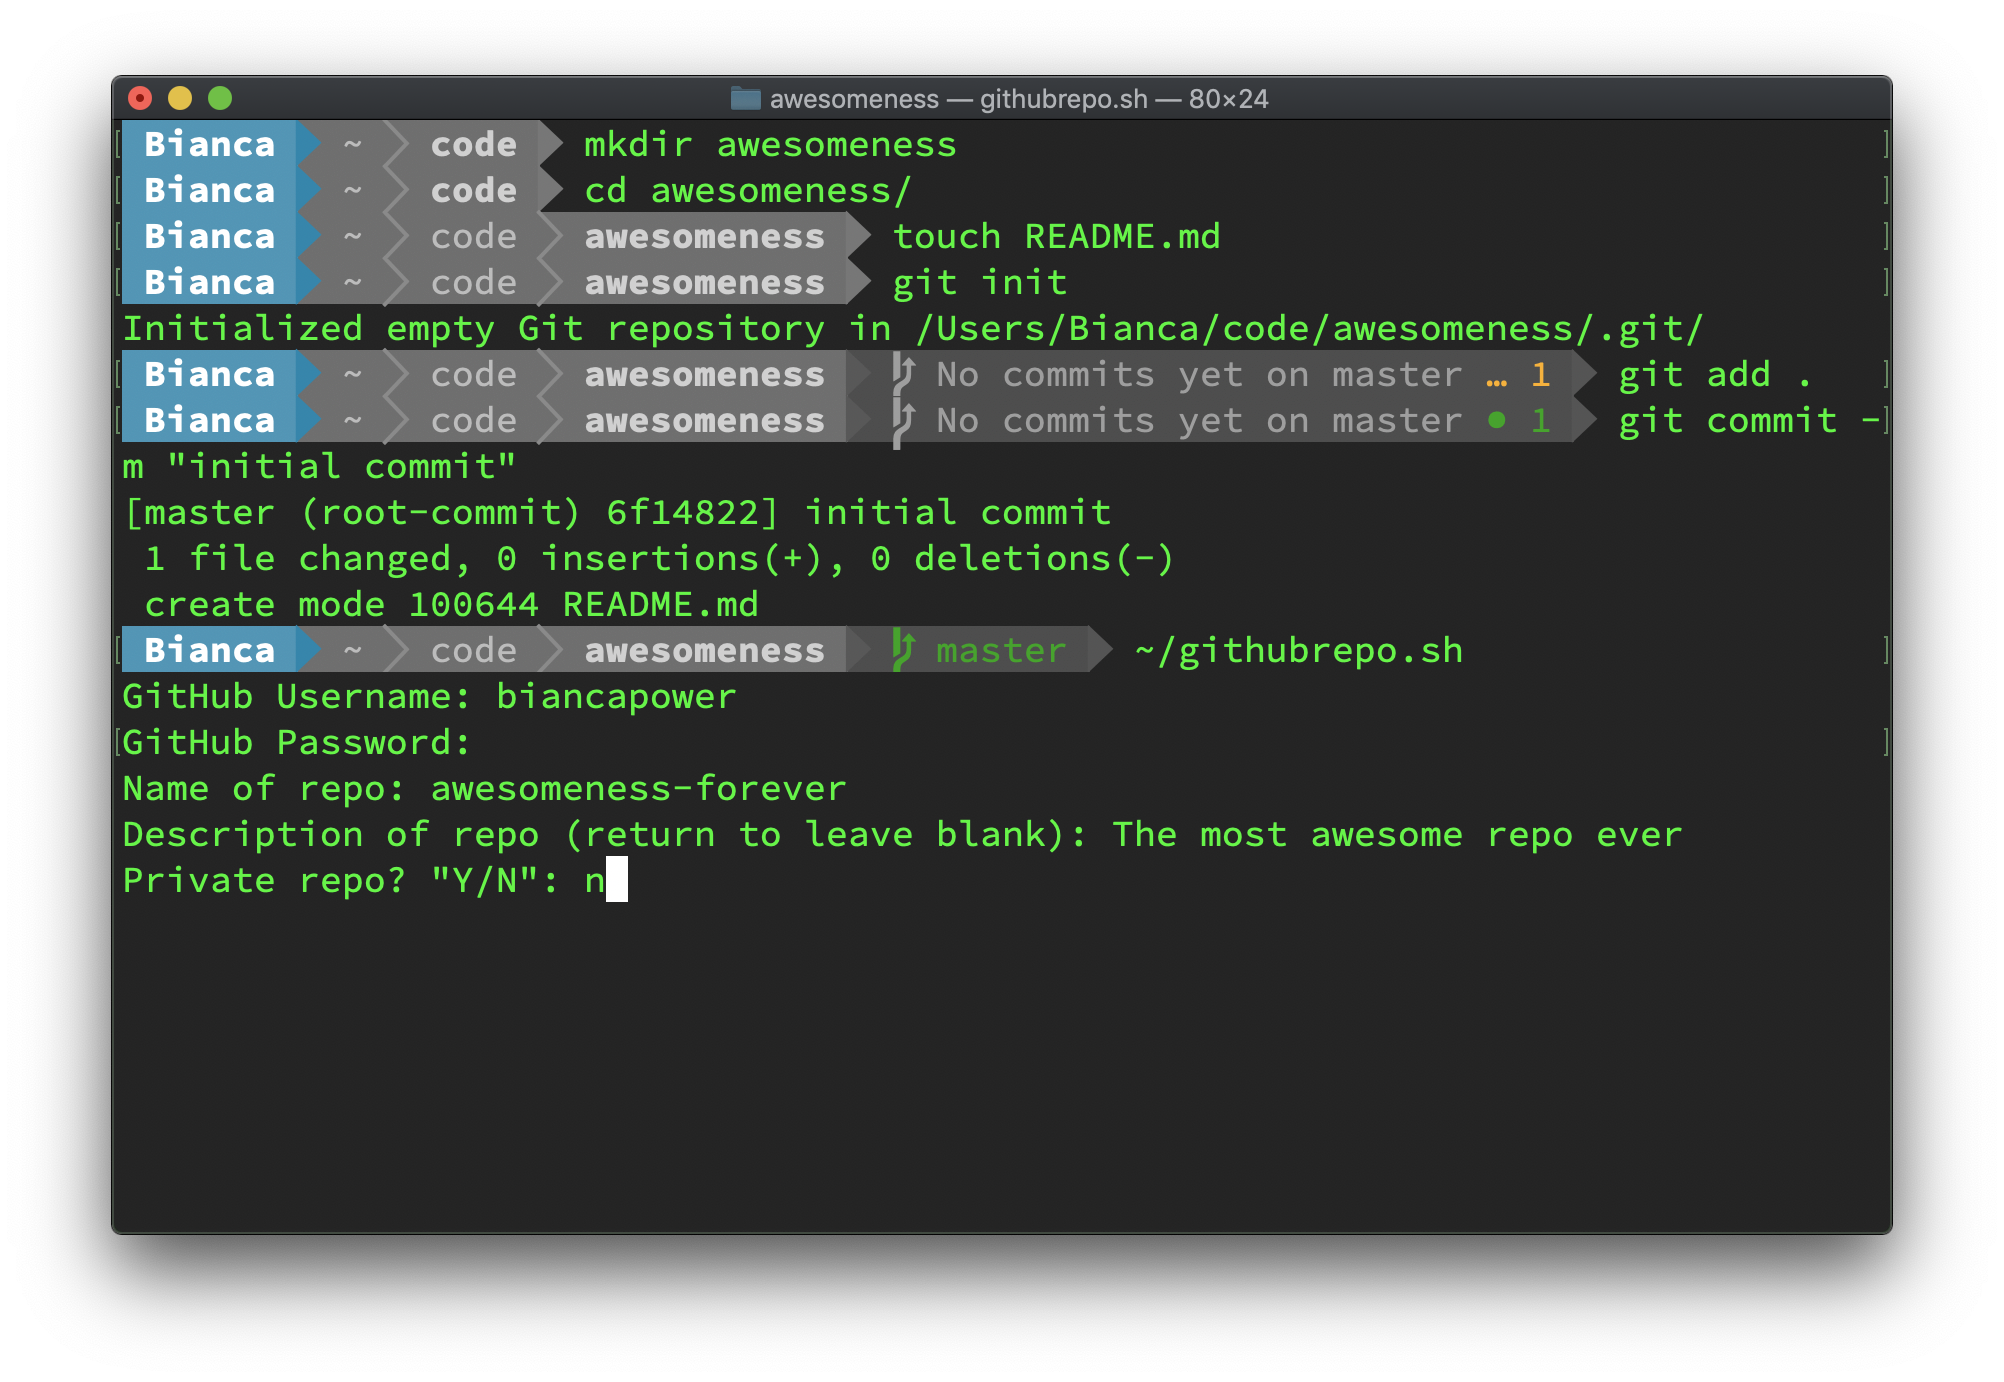 awesomeness — githubrepo.sh — 80×24
Bianca ~ code mkdir awesomeness
Bianca ~ code cd awesomeness/
Bianca ~ code awesomeness touch README.md
Bianca ~ code awesomeness git init
Initialized empty Git repository in /Users/Bianca/code/awesomeness/.git/
Bianca ~ code awesomeness No commits yet on master … 1 git add .
Bianca ~ code awesomeness No commits yet on master ● 1 git commit -
m "initial commit"
[master (root-commit) 6f14822] initial commit
1 file changed, 0 insertions(+), 0 deletions(-)
create mode 100644 README.md
Bianca ~ code awesomeness master ~/githubrepo.sh
GitHub Username: biancapower
GitHub Password:
Name of repo: awesomeness-forever
Description of repo (return to leave blank): The most awesome repo ever
Private repo? "Y/N": n